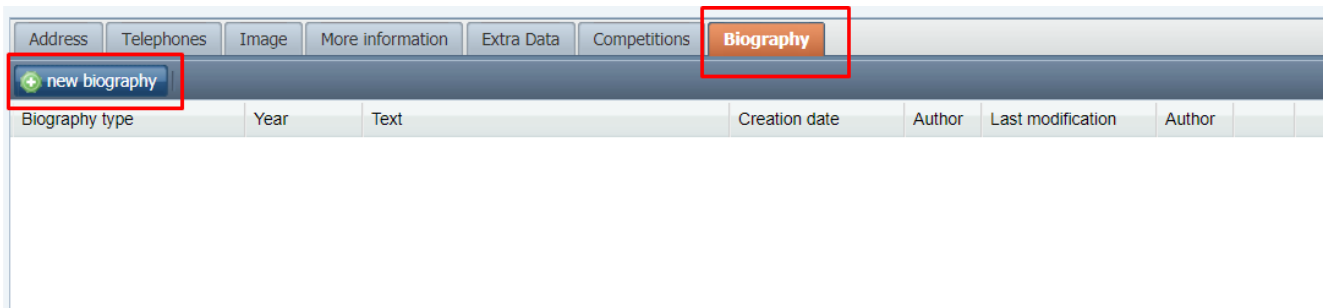 Address Telephones Image More information Extra Data Competitions Biography
new biography
Biography type Year Text Creation date Author Last modification Author